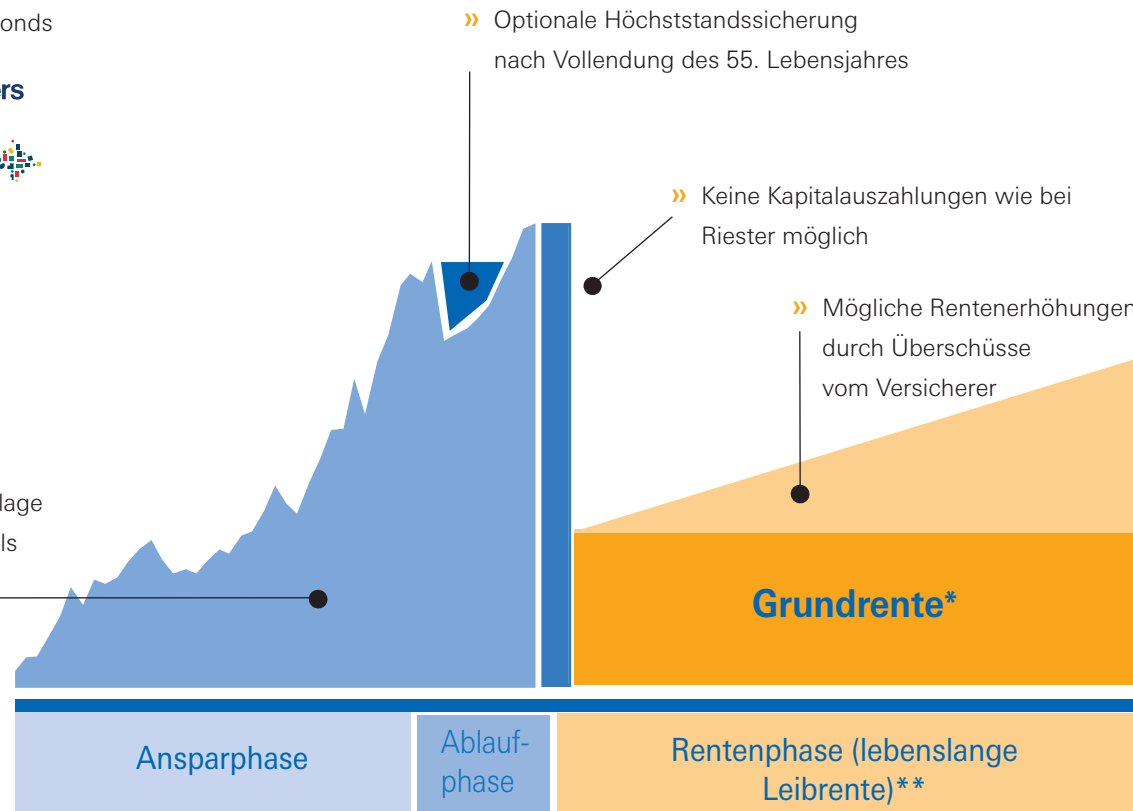 onds
» Optionale Höchststandssicherung
nach Vollendung des 55. Lebensjahres
ers
» Keine Kapitalauszahlungen wie bei
Riester möglich
» Mögliche Rentenerhöhungen
durch Überschüsse
vom Versicherer
lage
ls
Grundrente*
Ansparphase
Ablauf-
phase
Rentenphase (lebenslange
Leibrente)**